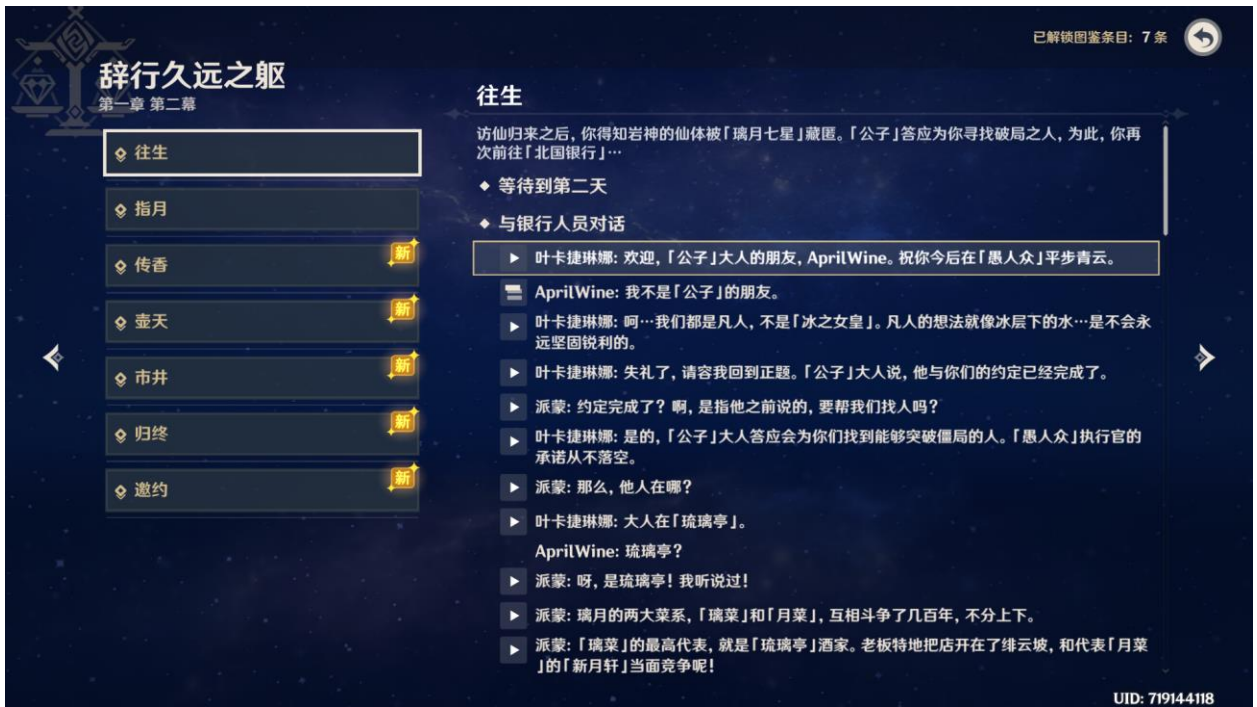 已解锁图鉴条目: 7 条
辞行久远之躯
第一章 第二幕
往生
指月
传香
新
壶天
新
市井
新
归终
新
邀约
新
往生
访仙归来之后, 你得知岩神的仙体被「璃月七星」藏匿。「公子」答应为你寻找破局之人, 为此, 你再
次前往「北国银行」…
等待到第二天
与银行人员对话
叶卡捷琳娜: 欢迎, 「公子」大人的朋友, AprilWine。祝你今后在「愚人众」平步青云。
AprilWine: 我不是「公子」的朋友。
叶卡捷琳娜: 呵…我们都是凡人, 不是「冰之女皇」。凡人的想法就像冰层下的水…是不会永
远坚固锐利的。
叶卡捷琳娜: 失礼了, 请容我回到正题。「公子」大人说, 他与你们的约定已经完成了。
派蒙: 约定完成了? 啊, 是指他之前说的, 要帮我们找人吗?
叶卡捷琳娜: 是的, 「公子」大人答应会为你们找到能够突破僵局的人。「愚人众」执行官的
承诺从不落空。
派蒙: 那么, 他人在哪?
叶卡捷琳娜: 大人在「琉璃亭」。
AprilWine: 琉璃亭?
派蒙: 呀, 是琉璃亭! 我听说过!
派蒙: 璃月的两大菜系, 「璃菜」和「月菜」, 互相斗争了几百年, 不分上下。
派蒙: 「璃菜」的最高代表, 就是「琉璃亭」酒家。老板特地把店开在了绯云坡, 和代表「月菜
」的「新月轩」当面竞争呢!
UID: 719144118